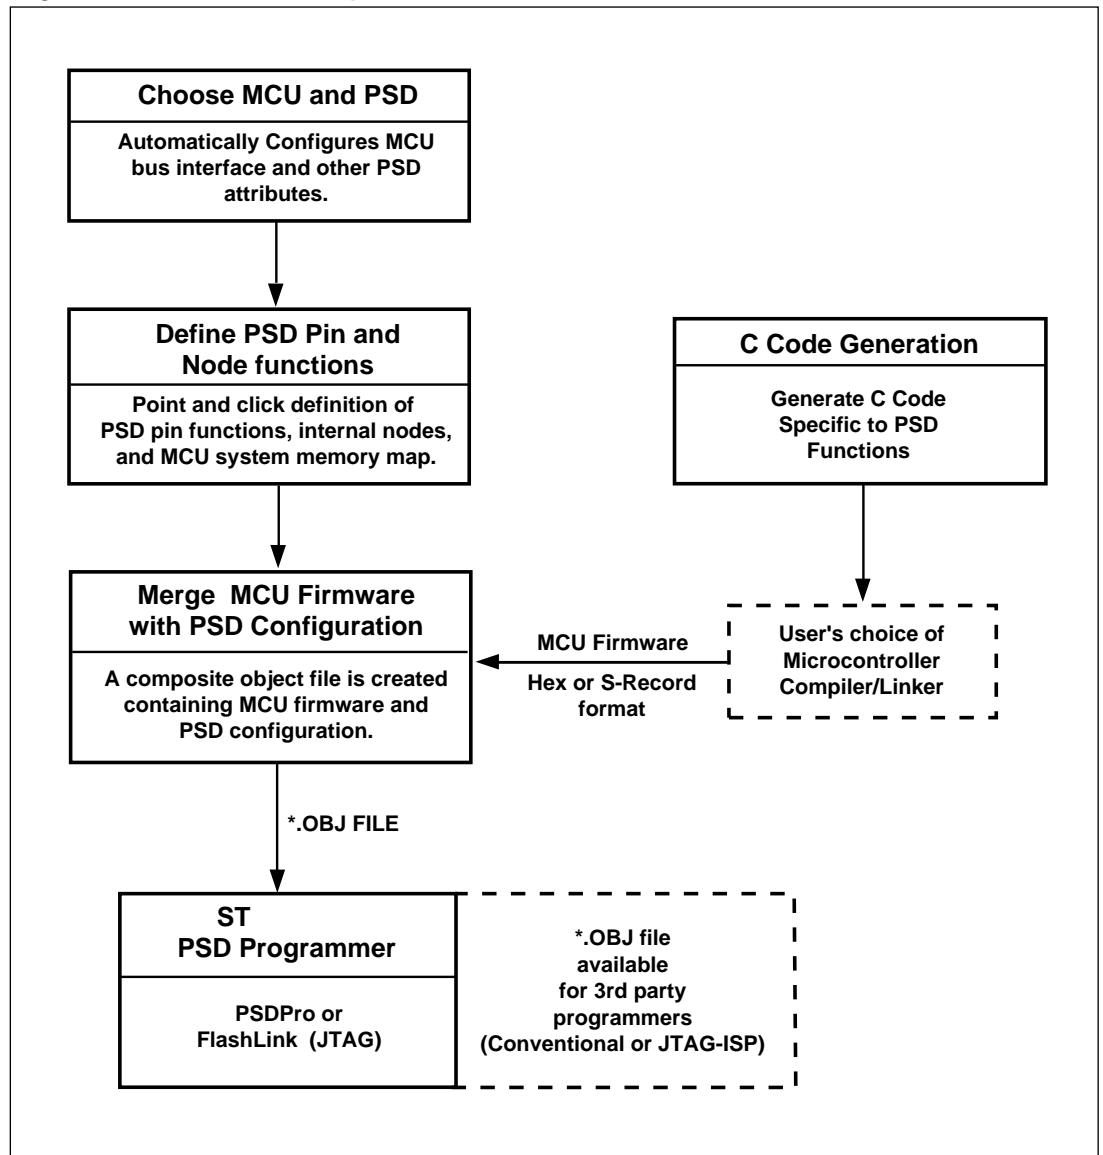 Choose MCU and PSD
Automatically Configures MCU
bus interface and other PSD
attributes.
Define PSD Pin and
Node functions
Point and click definition of
PSD pin functions, internal nodes,
and MCU system memory map.
C Code Generation
Generate C Code
Specific to PSD
Functions
Merge MCU Firmware
with PSD Configuration
A composite object file is created
containing MCU firmware and
PSD configuration.
MCU Firmware
Hex or S-Record
format
User's choice of
Microcontroller
Compiler/Linker
*.OBJ FILE
ST
PSD Programmer
PSDPro or
FlashLink (JTAG)
*.OBJ file
available
for 3rd party
programmers
(Conventional or JTAG-ISP)